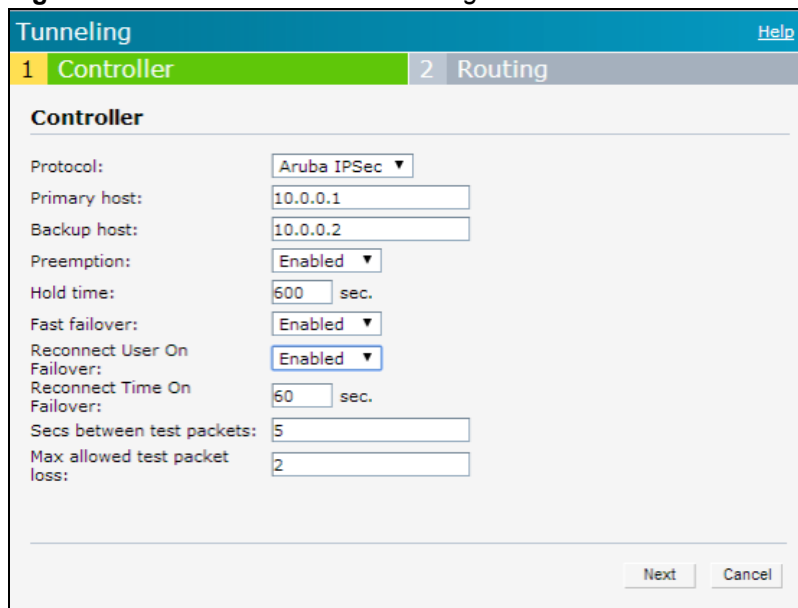 Tunneling Help
1 Controller 2 Routing
Controller
Protocol: Aruba IPSec ▼
Primary host: 10.0.0.1
Backup host: 10.0.0.2
Preemption: Enabled ▼
Hold time: 600 sec.
Fast failover: Enabled ▼
Reconnect User On
Failover: Enabled ▼
Reconnect Time On
Failover: 60 sec.
Secs between test packets: 5
Max allowed test packet
loss: 2
Next Cancel